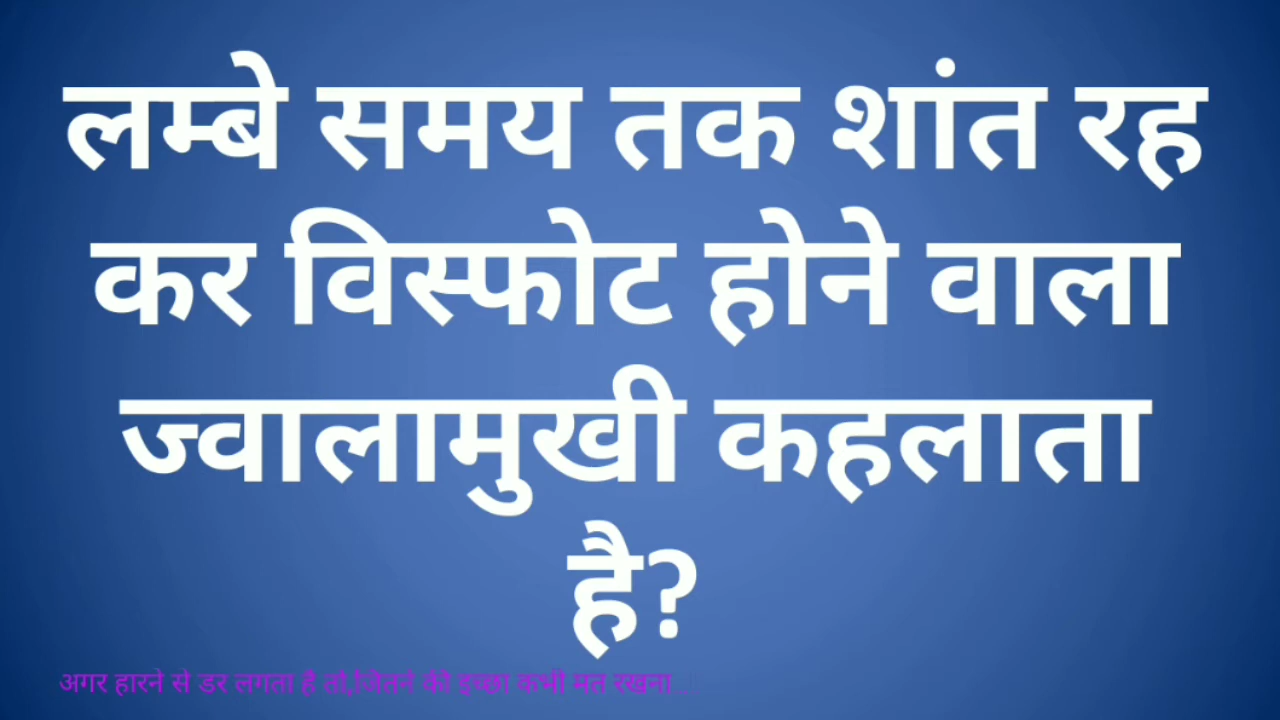 लम्बे समय तक शांत रह
कर विस्फोट होने वाला
ज्वालामुखी कहलाता
है?
अगर हारने से डर लगता है तो,जितने की इच्छा कभी मत रखना...!